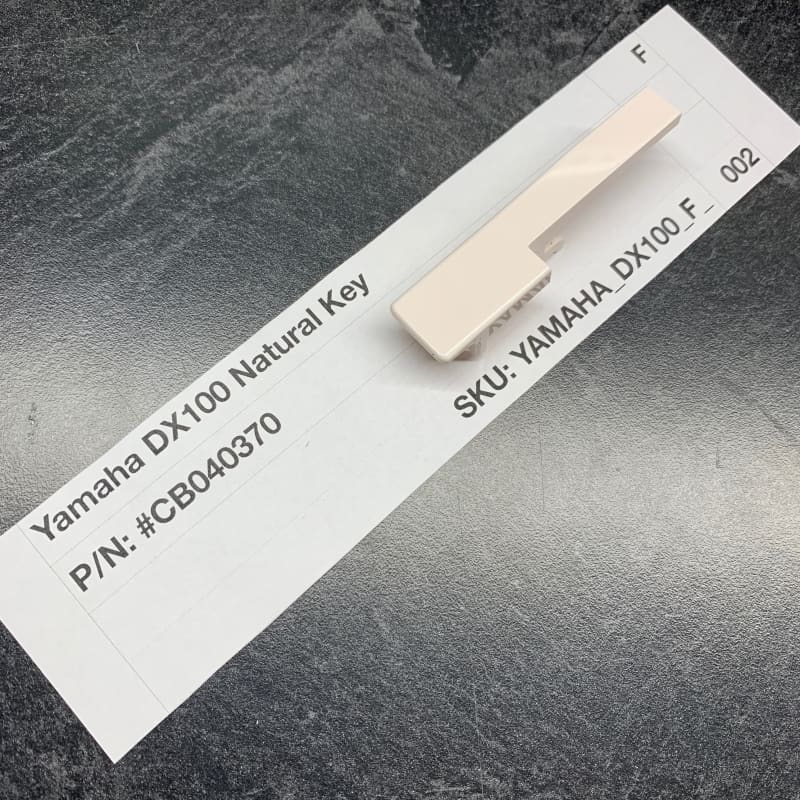 F
Yamaha DX100 Natural Key
P/N: #CB040370
SKU: YAMAHA_DX100_F_ 002